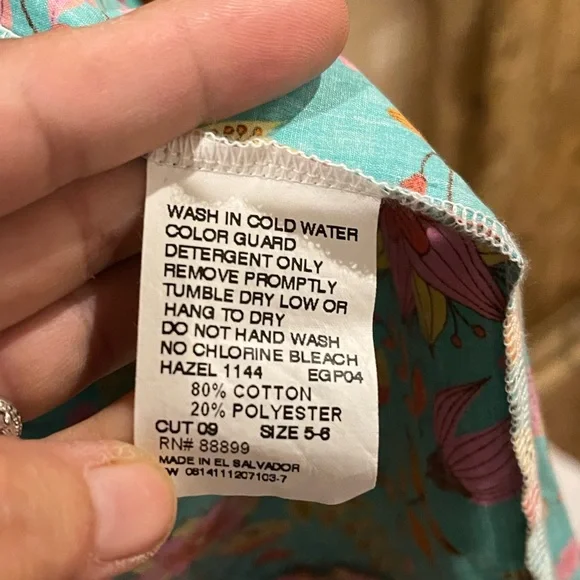 WASH IN COLD WATER
COLOR GUARD
DETERGENT ONLY
REMOVE PROMPTLY
TUMBLE DRY LOW OR
HANG TO DRY
DO NOT HAND WASH
NO CHLORINE BLEACH
HAZEL 1144 EGP04
80% COTTON
20% POLYESTER
CUT 09 SIZE 5-6
RN# 88899
MADE IN EL SALVADOR
0814111207103-7